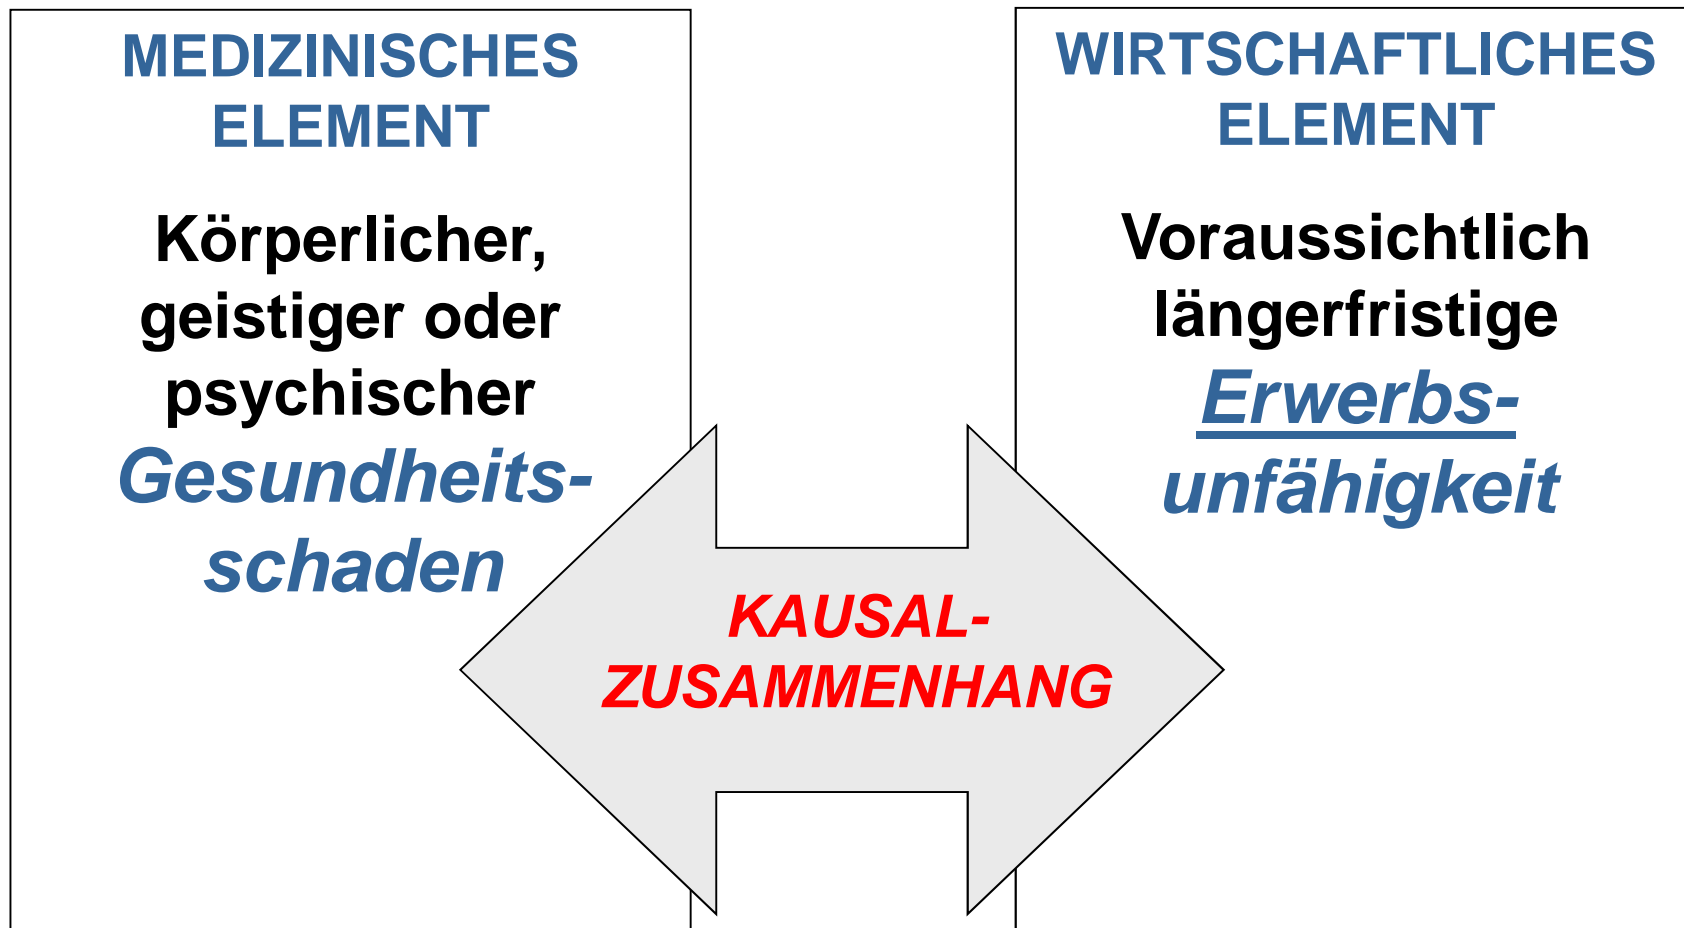 MEDIZINISCHES
ELEMENT
Körperlicher,
geistiger oder
psychischer
Gesundheits-
schaden
WIRTSCHAFTLICHES
ELEMENT
Voraussichtlich
längerfristige
Erwerbs-
unfähigkeit
KAUSAL-
ZUSAMMENHANG